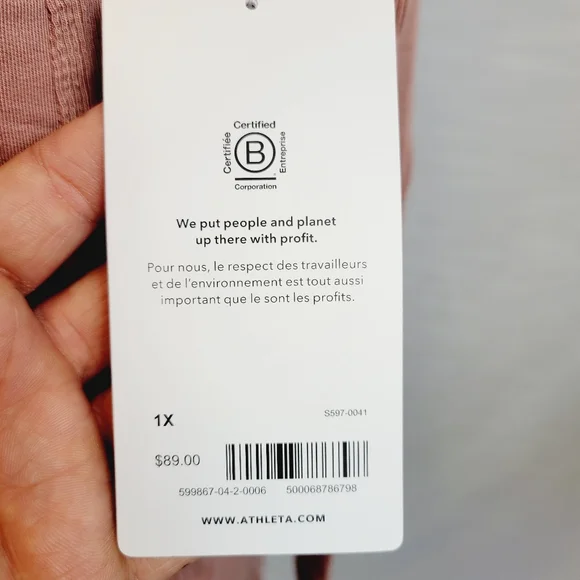 Certified
Certifiée
B
Entreprise
Corporation
We put people and planet
up there with profit.
Pour nous, le respect des travailleurs
et de l'environnement est tout aussi
important que le sont les profits.
1X
S597-0041
$89.00
599867-04-2-0006 500068786798
WWW.ATHLETA.COM